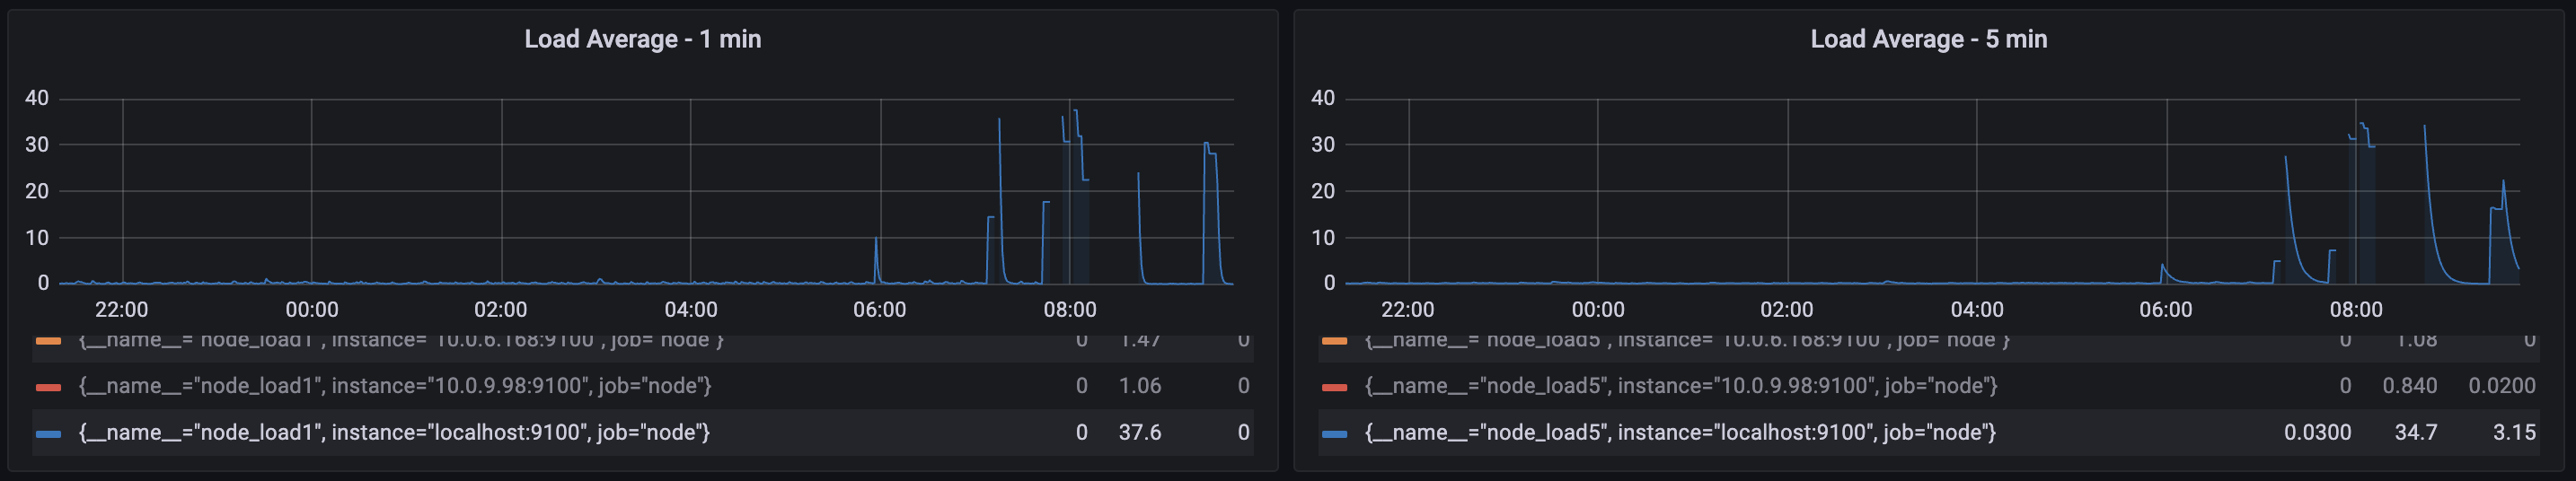 Load Average - 1 min
40
30
20
10
0
22:00 00:00 02:00 04:00 06:00 08:00
{__name__="node_load1", instance="10.0.6.168:9100", job="node"} 0 1.47 0
{__name__="node_load1", instance="10.0.9.98:9100", job="node"} 0 1.06 0
{__name__="node_load1", instance="localhost:9100", job="node"} 0 37.6 0
Load Average - 5 min
40
30
20
10
0
22:00 00:00 02:00 04:00 06:00 08:00
{__name__="node_load5", instance="10.0.6.168:9100", job="node"} 0 1.08 0
{__name__="node_load5", instance="10.0.9.98:9100", job="node"} 0 0.840 0.0200
{__name__="node_load5", instance="localhost:9100", job="node"} 0.0300 34.7 3.15